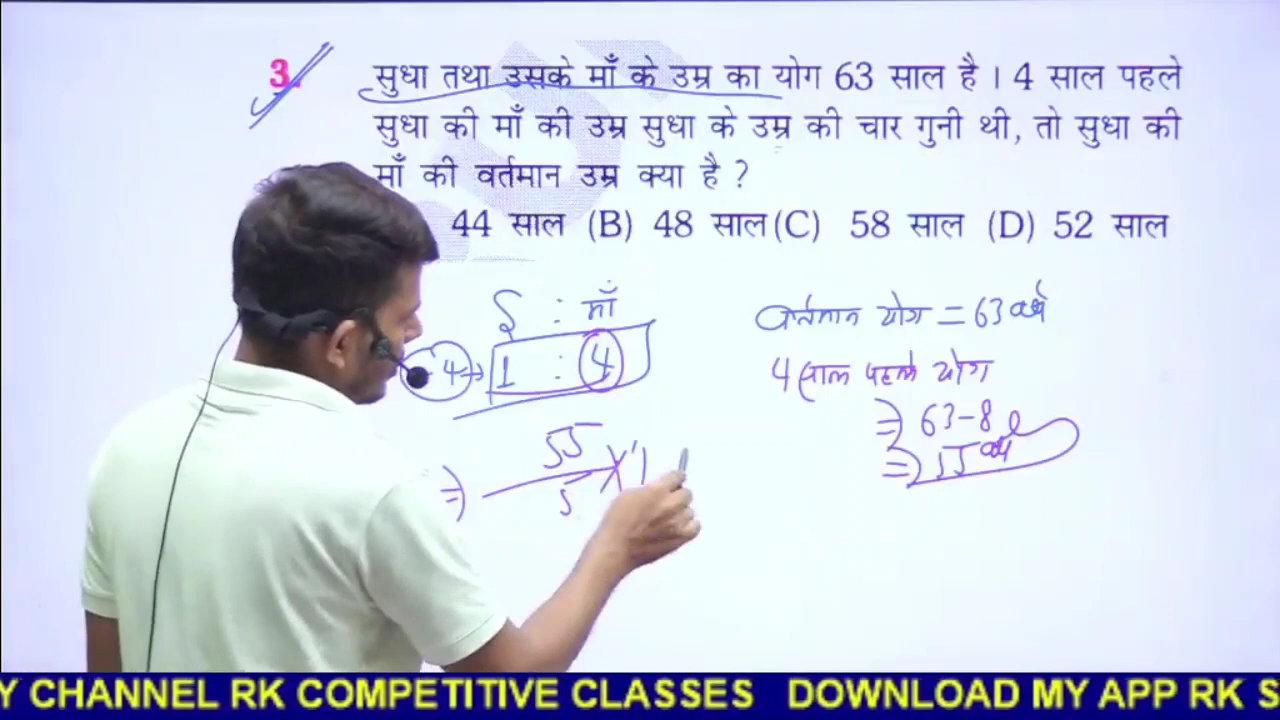 3. सुधा तथा उसके माँ के उम्र का योग 63 साल है । 4 साल पहले
सुधा की माँ की उम्र सुधा के उम्र की चार गुनी थी, तो सुधा की
माँ की वर्तमान उम्र क्या है ?
44 साल (B) 48 साल (C) 58 साल (D) 52 साल
: माँ
- 4 → 1 : 4
⇒ 55
5
वर्तमान योग = 63 वर्ष
4 साल पहले योग
⇒ 63-8
⇒ 55 वर्ष
Y CHANNEL RK COMPETITIVE CLASSES DOWNLOAD MY APP RK S